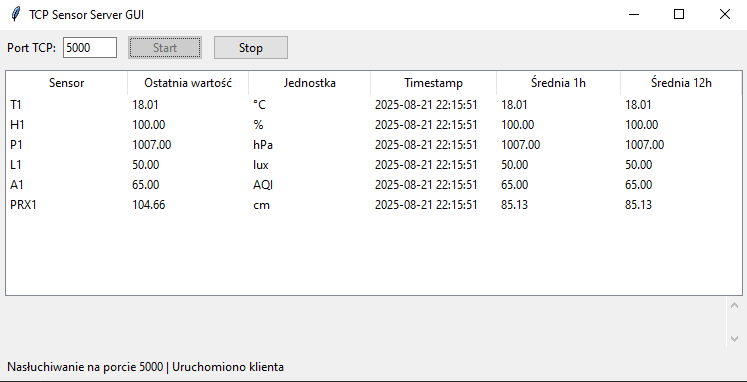 TCP Sensor Server GUI
Port TCP: 5000 Start Stop
Sensor Ostatnia wartość Jednostka Timestamp Średnia 1h Średnia 12h
T1 18.01 °C 2025-08-21 22:15:51 18.01 18.01
H1 100.00 % 2025-08-21 22:15:51 100.00 100.00
P1 1007.00 hPa 2025-08-21 22:15:51 1007.00 1007.00
L1 50.00 lux 2025-08-21 22:15:51 50.00 50.00
A1 65.00 AQI 2025-08-21 22:15:51 65.00 65.00
PRX1 104.66 cm 2025-08-21 22:15:51 85.13 85.13
Nasłuchiwanie na porcie 5000 | Uruchomiono klienta